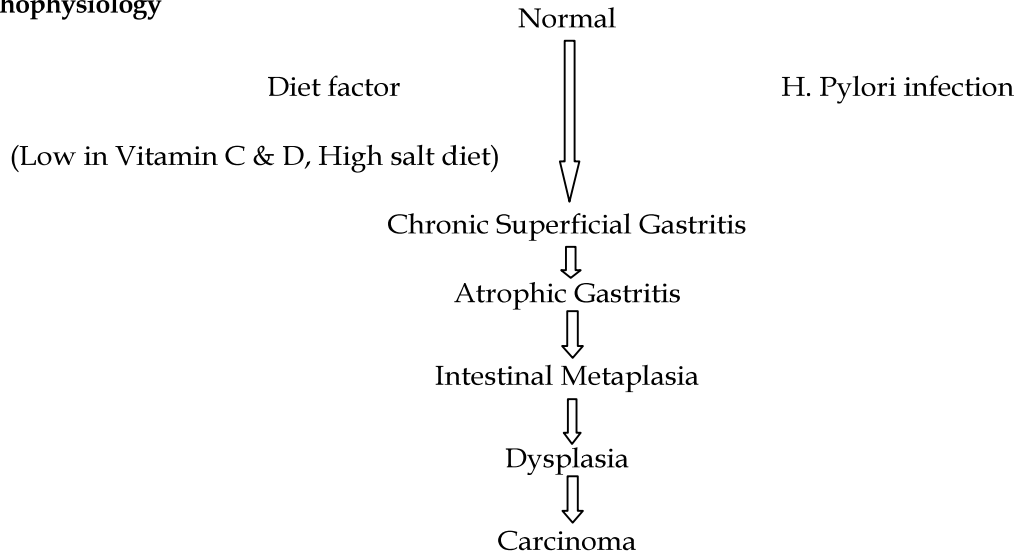 hophysiology
Normal
Diet factor
H. Pylori infection
(Low in Vitamin C & D, High salt diet)
Chronic Superficial Gastritis
Atrophic Gastritis
Intestinal Metaplasia
Dysplasia
Carcinoma